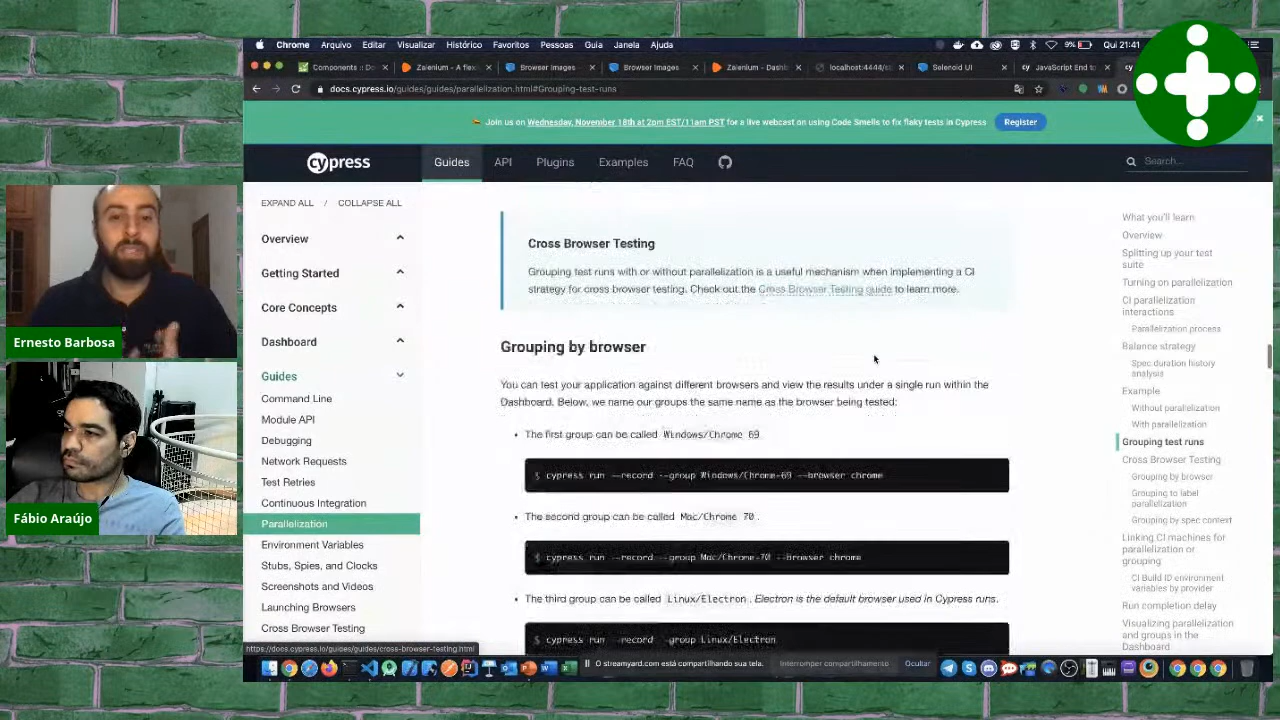 Chrome Arquivo Editar Visualizar Histórico Favoritos Pessoas Guia Janela Ajuda
9% Qui 21:41
Components :: Do
Zalenium - A flex
Browser Images
Browser Images
Zalenium - Dashb
localhost:4444/s
Selenoid UI
JavaScript End to
docs.cypress.io/guides/guides/parallelization.html#Grouping-test-runs
Join us on Wednesday, November 18th at 2pm EST/11am PST for a live webcast on using Code Smells to fix flaky tests in Cypress
Register
cypress
Guides
API
Plugins
Examples
FAQ
Search...
EXPAND ALL / COLLAPSE ALL
Overview
Getting Started
Core Concepts
Dashboard
Guides
Command Line
Module API
Debugging
Network Requests
Test Retries
Continuous Integration
Parallelization
Environment Variables
Stubs, Spies, and Clocks
Screenshots and Videos
Launching Browsers
Cross Browser Testing
Cross Browser Testing
Grouping test runs with or without parallelization is a useful mechanism when implementing a CI
strategy for cross browser testing. Check out the Cross Browser Testing guide to learn more.
Grouping by browser
You can test your application against different browsers and view the results under a single run within the
Dashboard. Below, we name our groups the same name as the browser being tested:
• The first group can be called Windows/Chrome 69
$ cypress run --record --group Windows/Chrome-69 --browser chrome
• The second group can be called Mac/Chrome 70.
$ cypress run --record --group Mac/Chrome-70 --browser chrome
• The third group can be called Linux/Electron. Electron is the default browser used in Cypress runs.
$ cypress run --record --group Linux/Electron
What you'll learn
Overview
Splitting up your test
suite
Turning on parallelization
CI parallelization
interactions
Parallelization process
Balance strategy
Spec duration history
analysis
Example
Without parallelization
With parallelization
Grouping test runs
Cross Browser Testing
Grouping by browser
Grouping to label
parallelization
Grouping by spec context
Linking CI machines for
parallelization or
grouping
CI Build ID environment
variables by provider
Run completion delay
Visualizing parallelization
and groups in the
Dashboard
https://docs.cypress.io/guides/guides/cross-browser-testing.html
O streamyard.com está compartilhando sua tela.
Interromper compartilhamento
Ocultar
Ernesto Barbosa
Fábio Araújo